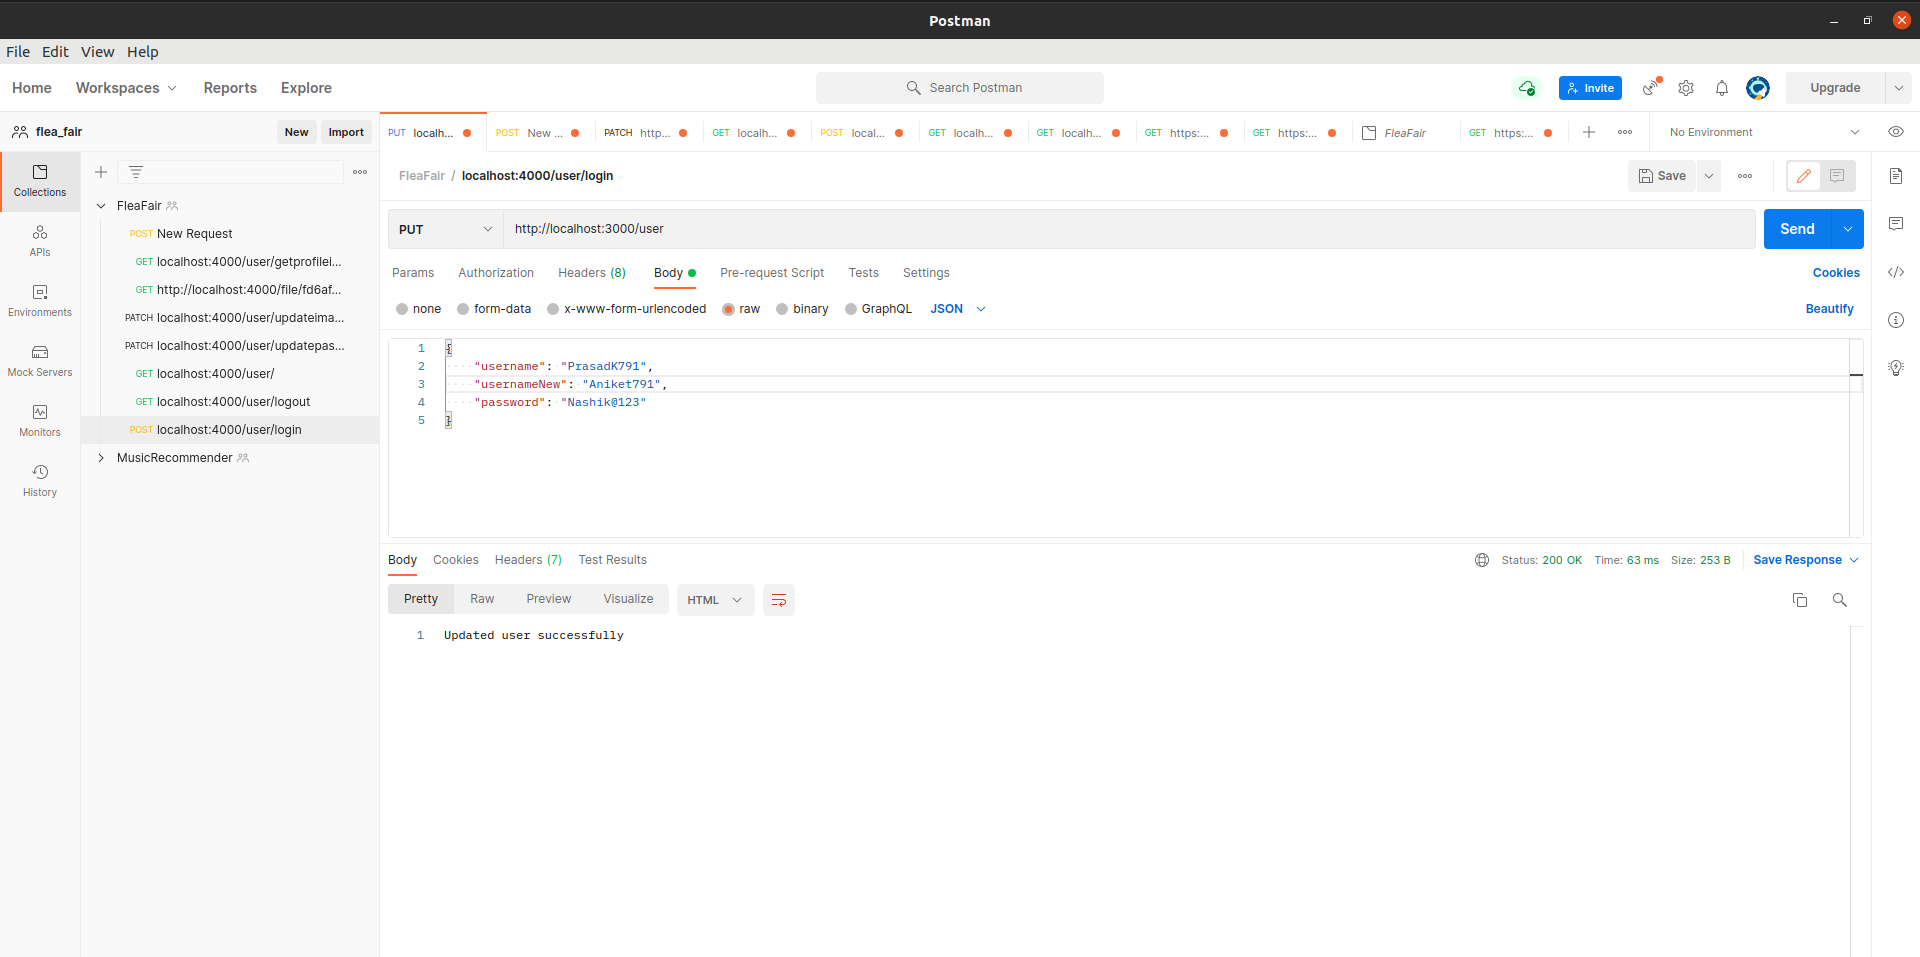 Postman
File Edit View Help
Home Workspaces Reports Explore
Search Postman
Invite
Upgrade
flea_fair
New Import
PUT localh...
POST New ...
PATCH http...
GET localh...
POST local...
GET localh...
GET localh...
GET https:...
GET https:...
FleaFair
GET https:...
No Environment
Collections
APIs
Environments
Mock Servers
Monitors
History
FleaFair
POST New Request
GET localhost:4000/user/getprofilei...
GET http://localhost:4000/file/fd6af...
PATCH localhost:4000/user/updateima...
PATCH localhost:4000/user/updatepas...
GET localhost:4000/user/
GET localhost:4000/user/logout
POST localhost:4000/user/login
MusicRecommender
FleaFair / localhost:4000/user/login
Save
PUT http://localhost:3000/user
Send
Params Authorization Headers (8) Body Pre-request Script Tests Settings
Cookies
none form-data x-www-form-urlencoded raw binary GraphQL JSON
Beautify
1 {
2 "username": "PrasadK791",
3 "usernameNew": "Aniket791",
4 "password": "Nashik@123"
5 }
Body Cookies Headers (7) Test Results
Status: 200 OK Time: 63 ms Size: 253 B Save Response
Pretty Raw Preview Visualize HTML
1 Updated user successfully